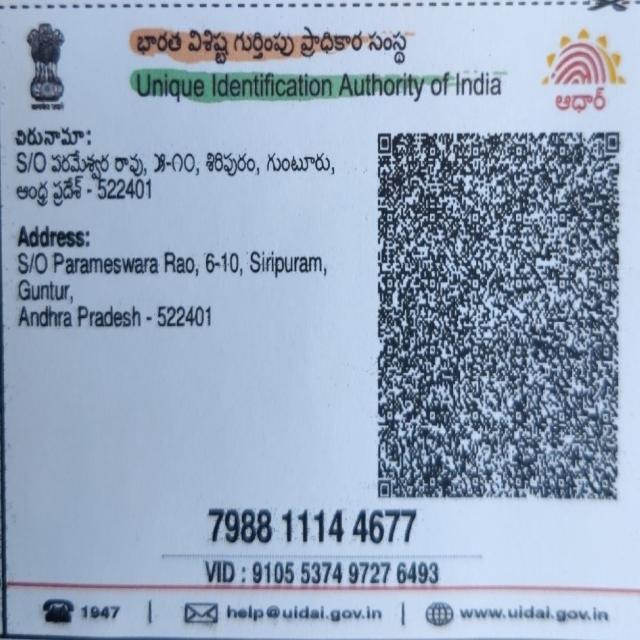 భారత విశిష్ట గుర్తింపు ప్రాధికార సంస్థ
Unique Identification Authority of India
ఆధార్
చిరునామా:
S/O పరమేశ్వర రావు, ౬-౧౦, శిరిపురం, గుంటూరు,
ఆంధ్ర ప్రదేశ్ - 522401
Address:
S/O Parameswara Rao, 6-10, Siripuram,
Guntur,
Andhra Pradesh - 522401
7988 1114 4677
VID : 9105 5374 9727 6493
1947 | help@uidai.gov.in | www.uidai.gov.in